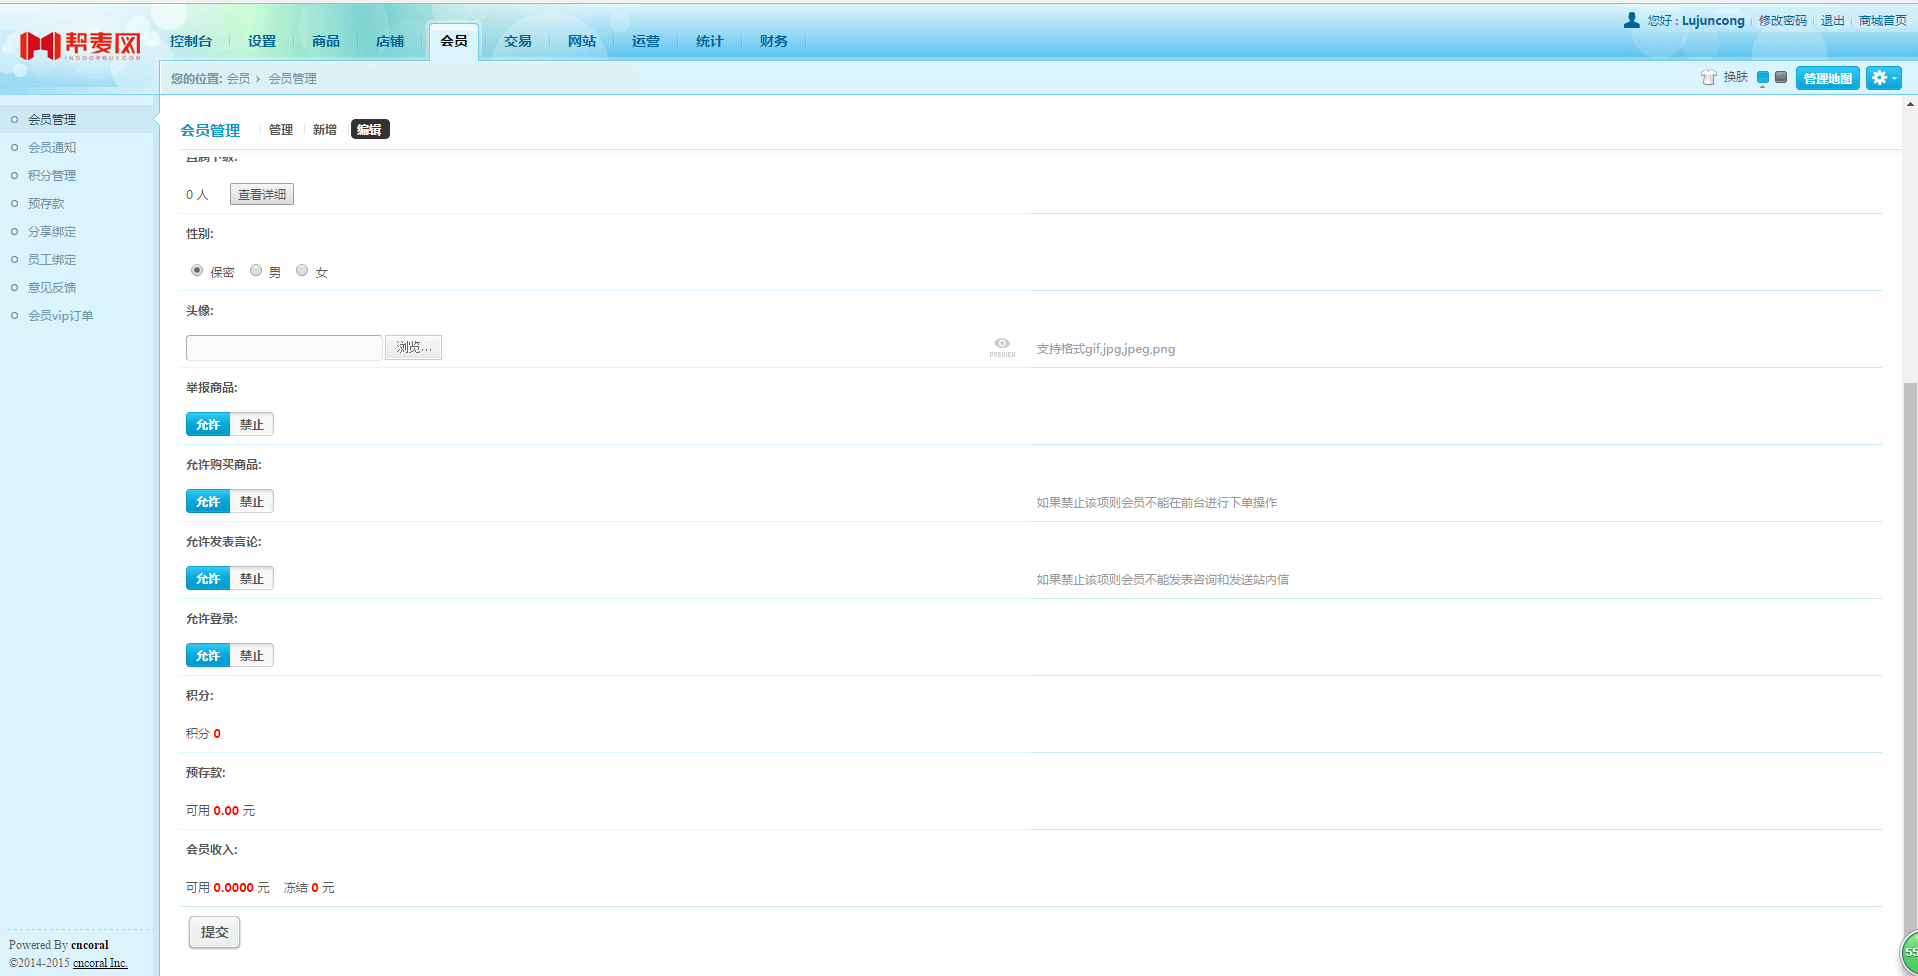 您好 : Lujuncong 修改密码 退出 商城首页
帮麦网
INDOORBUY.COM
控制台 设置 商品 店铺 会员 交易 网站 运营 统计 财务
您的位置: 会员 › 会员管理
换肤 管理地图
会员管理
会员通知
积分管理
预存款
分享绑定
员工绑定
意见反馈
会员vip订单
会员管理 管理 新增 编辑
直属下级:
0 人 查看详细
性别:
保密 男 女
头像:
浏览... PREVIEW 支持格式gif,jpg,jpeg,png
举报商品:
允许 禁止
允许购买商品:
允许 禁止 如果禁止该项则会员不能在前台进行下单操作
允许发表言论:
允许 禁止 如果禁止该项则会员不能发表咨询和发送站内信
允许登录:
允许 禁止
积分:
积分 0
预存款:
可用 0.00 元
会员收入:
可用 0.0000 元 冻结 0 元
提交
Powered By cncoral
©2014-2015 cncoral Inc.